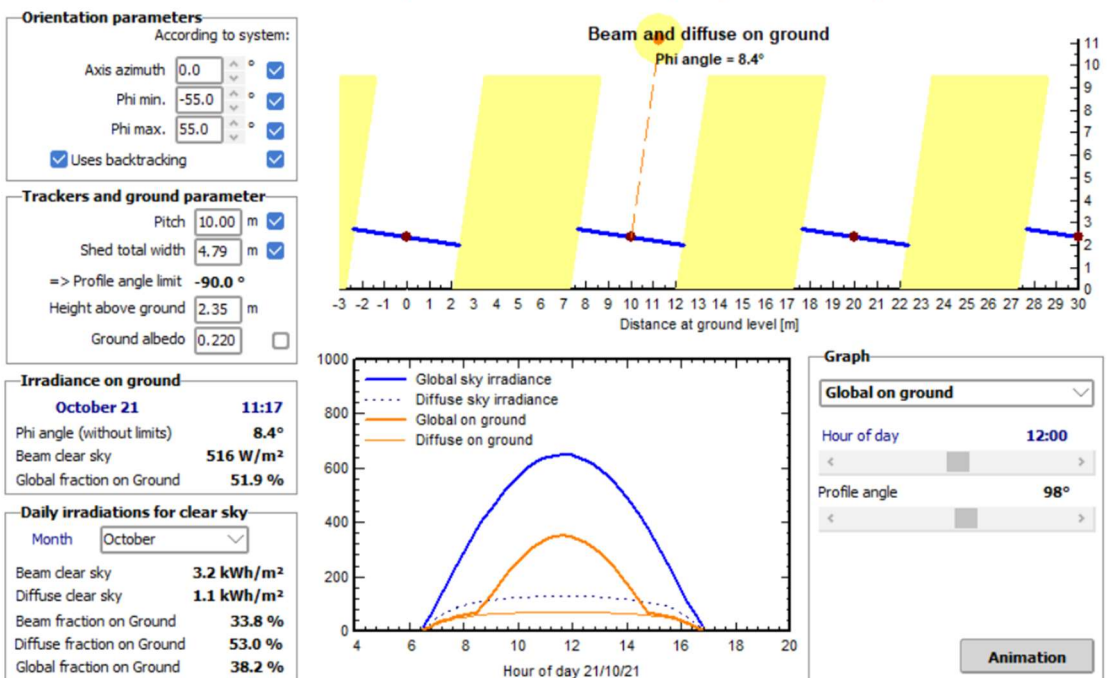 Orientation parameters
According to system:
Axis azimuth 0.0 °
Phi min. -55.0 °
Phi max. 55.0 °
Uses backtracking
Trackers and ground parameter
Pitch 10.00 m
Shed total width 4.79 m
=> Profile angle limit -90.0 °
Height above ground 2.35 m
Ground albedo 0.220
Irradiance on ground
October 21 11:17
Phi angle (without limits) 8.4°
Beam clear sky 516 W/m²
Global fraction on Ground 51.9 %
Daily irradiations for clear sky
Month October
Beam clear sky 3.2 kWh/m²
Diffuse clear sky 1.1 kWh/m²
Beam fraction on Ground 33.8 %
Diffuse fraction on Ground 53.0 %
Global fraction on Ground 38.2 %
Beam and diffuse on ground
Phi angle = 8.4°
11
10
9
8
7
6
5
4
3
2
1
0
-3 -2 -1 0 1 2 3 4 5 6 7 8 9 10 11 12 13 14 15 16 17 18 19 20 21 22 23 24 25 26 27 28 29 30
Distance at ground level [m]
1000
800
600
400
200
0
Global sky irradiance
Diffuse sky irradiance
Global on ground
Diffuse on ground
4 6 8 10 12 14 16 18 20
Hour of day 21/10/21
Graph
Global on ground
Hour of day 12:00
Profile angle 98°
Animation